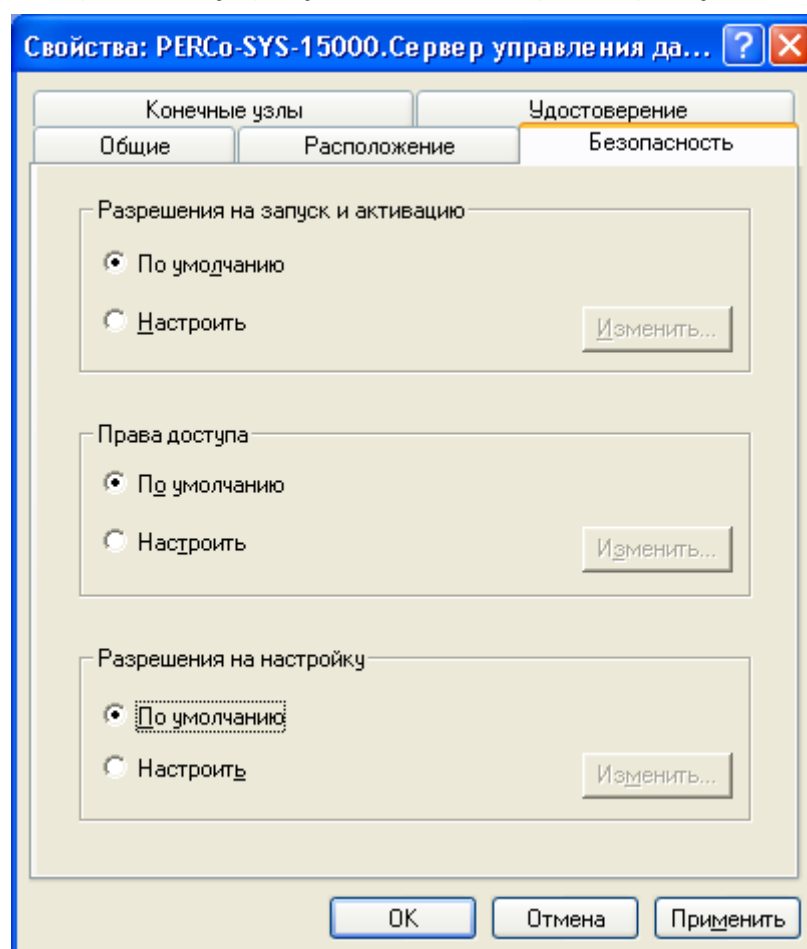 Свойства: PERCo-SYS-15000.Сервер управления да...
Конечные узлы
Удостоверение
Общие
Расположение
Безопасность
Разрешения на запуск и активацию
По умолчанию
Настроить
Изменить...
Права доступа
По умолчанию
Настроить
Изменить...
Разрешения на настройку
По умолчанию
Настроить
Изменить...
ОК
Отмена
Применить